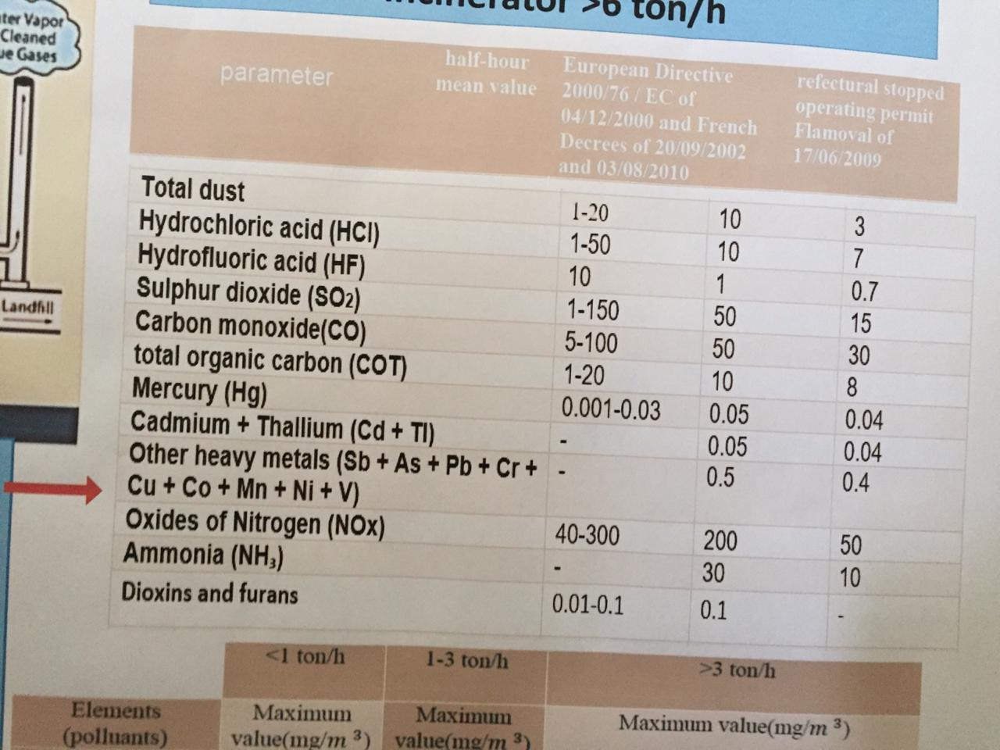 ter Vapor
Cleaned
ue Gases
Landfill
incinerator >6 ton/h
parameter
half-hour
mean value
European Directive
2000/76 / EC of
04/12/2000 and French
Decrees of 20/09/2002
and 03/08/2010
refectural stopped
operating permit
Flamoval of
17/06/2009
Total dust 1-20 10 3
Hydrochloric acid (HCl) 1-50 10 7
Hydrofluoric acid (HF) 10 1 0.7
Sulphur dioxide (SO2) 1-150 50 15
Carbon monoxide(CO) 5-100 50 30
total organic carbon (COT) 1-20 10 8
Mercury (Hg) 0.001-0.03 0.05 0.04
Cadmium + Thallium (Cd + Tl) - 0.05 0.04
Other heavy metals (Sb + As + Pb + Cr + - 0.5 0.4
Cu + Co + Mn + Ni + V)
Oxides of Nitrogen (NOx) 40-300 200 50
Ammonia (NH₃) - 30 10
Dioxins and furans 0.01-0.1 0.1 -
<1 ton/h 1-3 ton/h >3 ton/h
Elements Maximum Maximum Maximum value(mg/m ³)
(polluants) value(mg/m ³) value(mg/m ³)